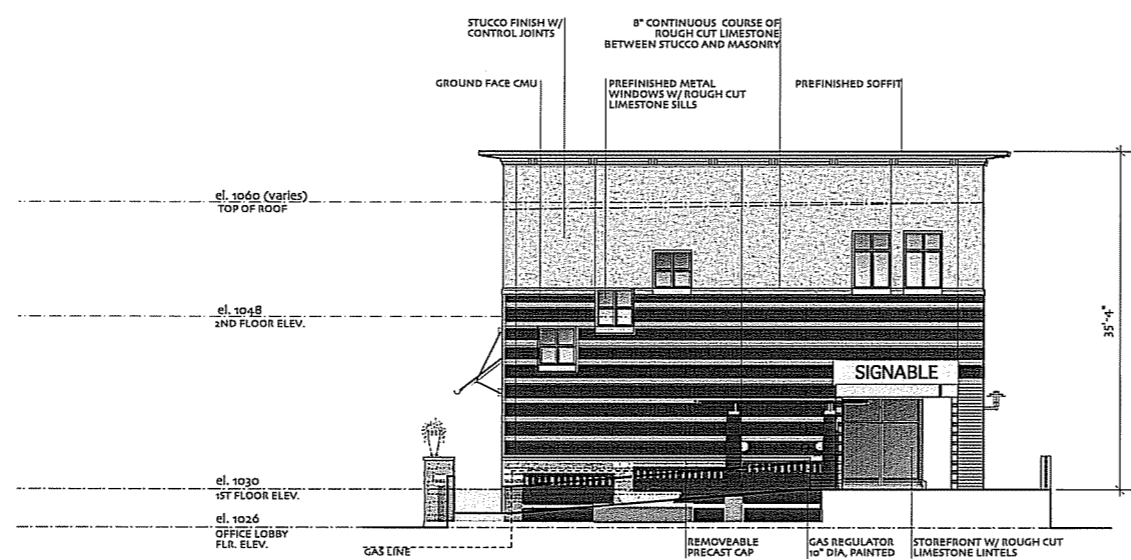 STUCCO FINISH W/
CONTROL JOINTS
8" CONTINUOUS COURSE OF
ROUGH CUT LIMESTONE
BETWEEN STUCCO AND MASONRY
GROUND FACE CMU
PREFINISHED METAL
WINDOWS W/ ROUGH CUT
LIMESTONE SILLS
PREFINISHED SOFFIT
el. 1060 (varies)
TOP OF ROOF
el. 1048
2ND FLOOR ELEV.
35'-4"
SIGNABLE
el. 1030
1ST FLOOR ELEV.
el. 1026
OFFICE LOBBY
FLR. ELEV.
GAS LINE
REMOVEABLE
PRECAST CAP
GAS REGULATOR
10" DIA, PAINTED
STOREFRONT W/ ROUGH CUT
LIMESTONE LINTELS